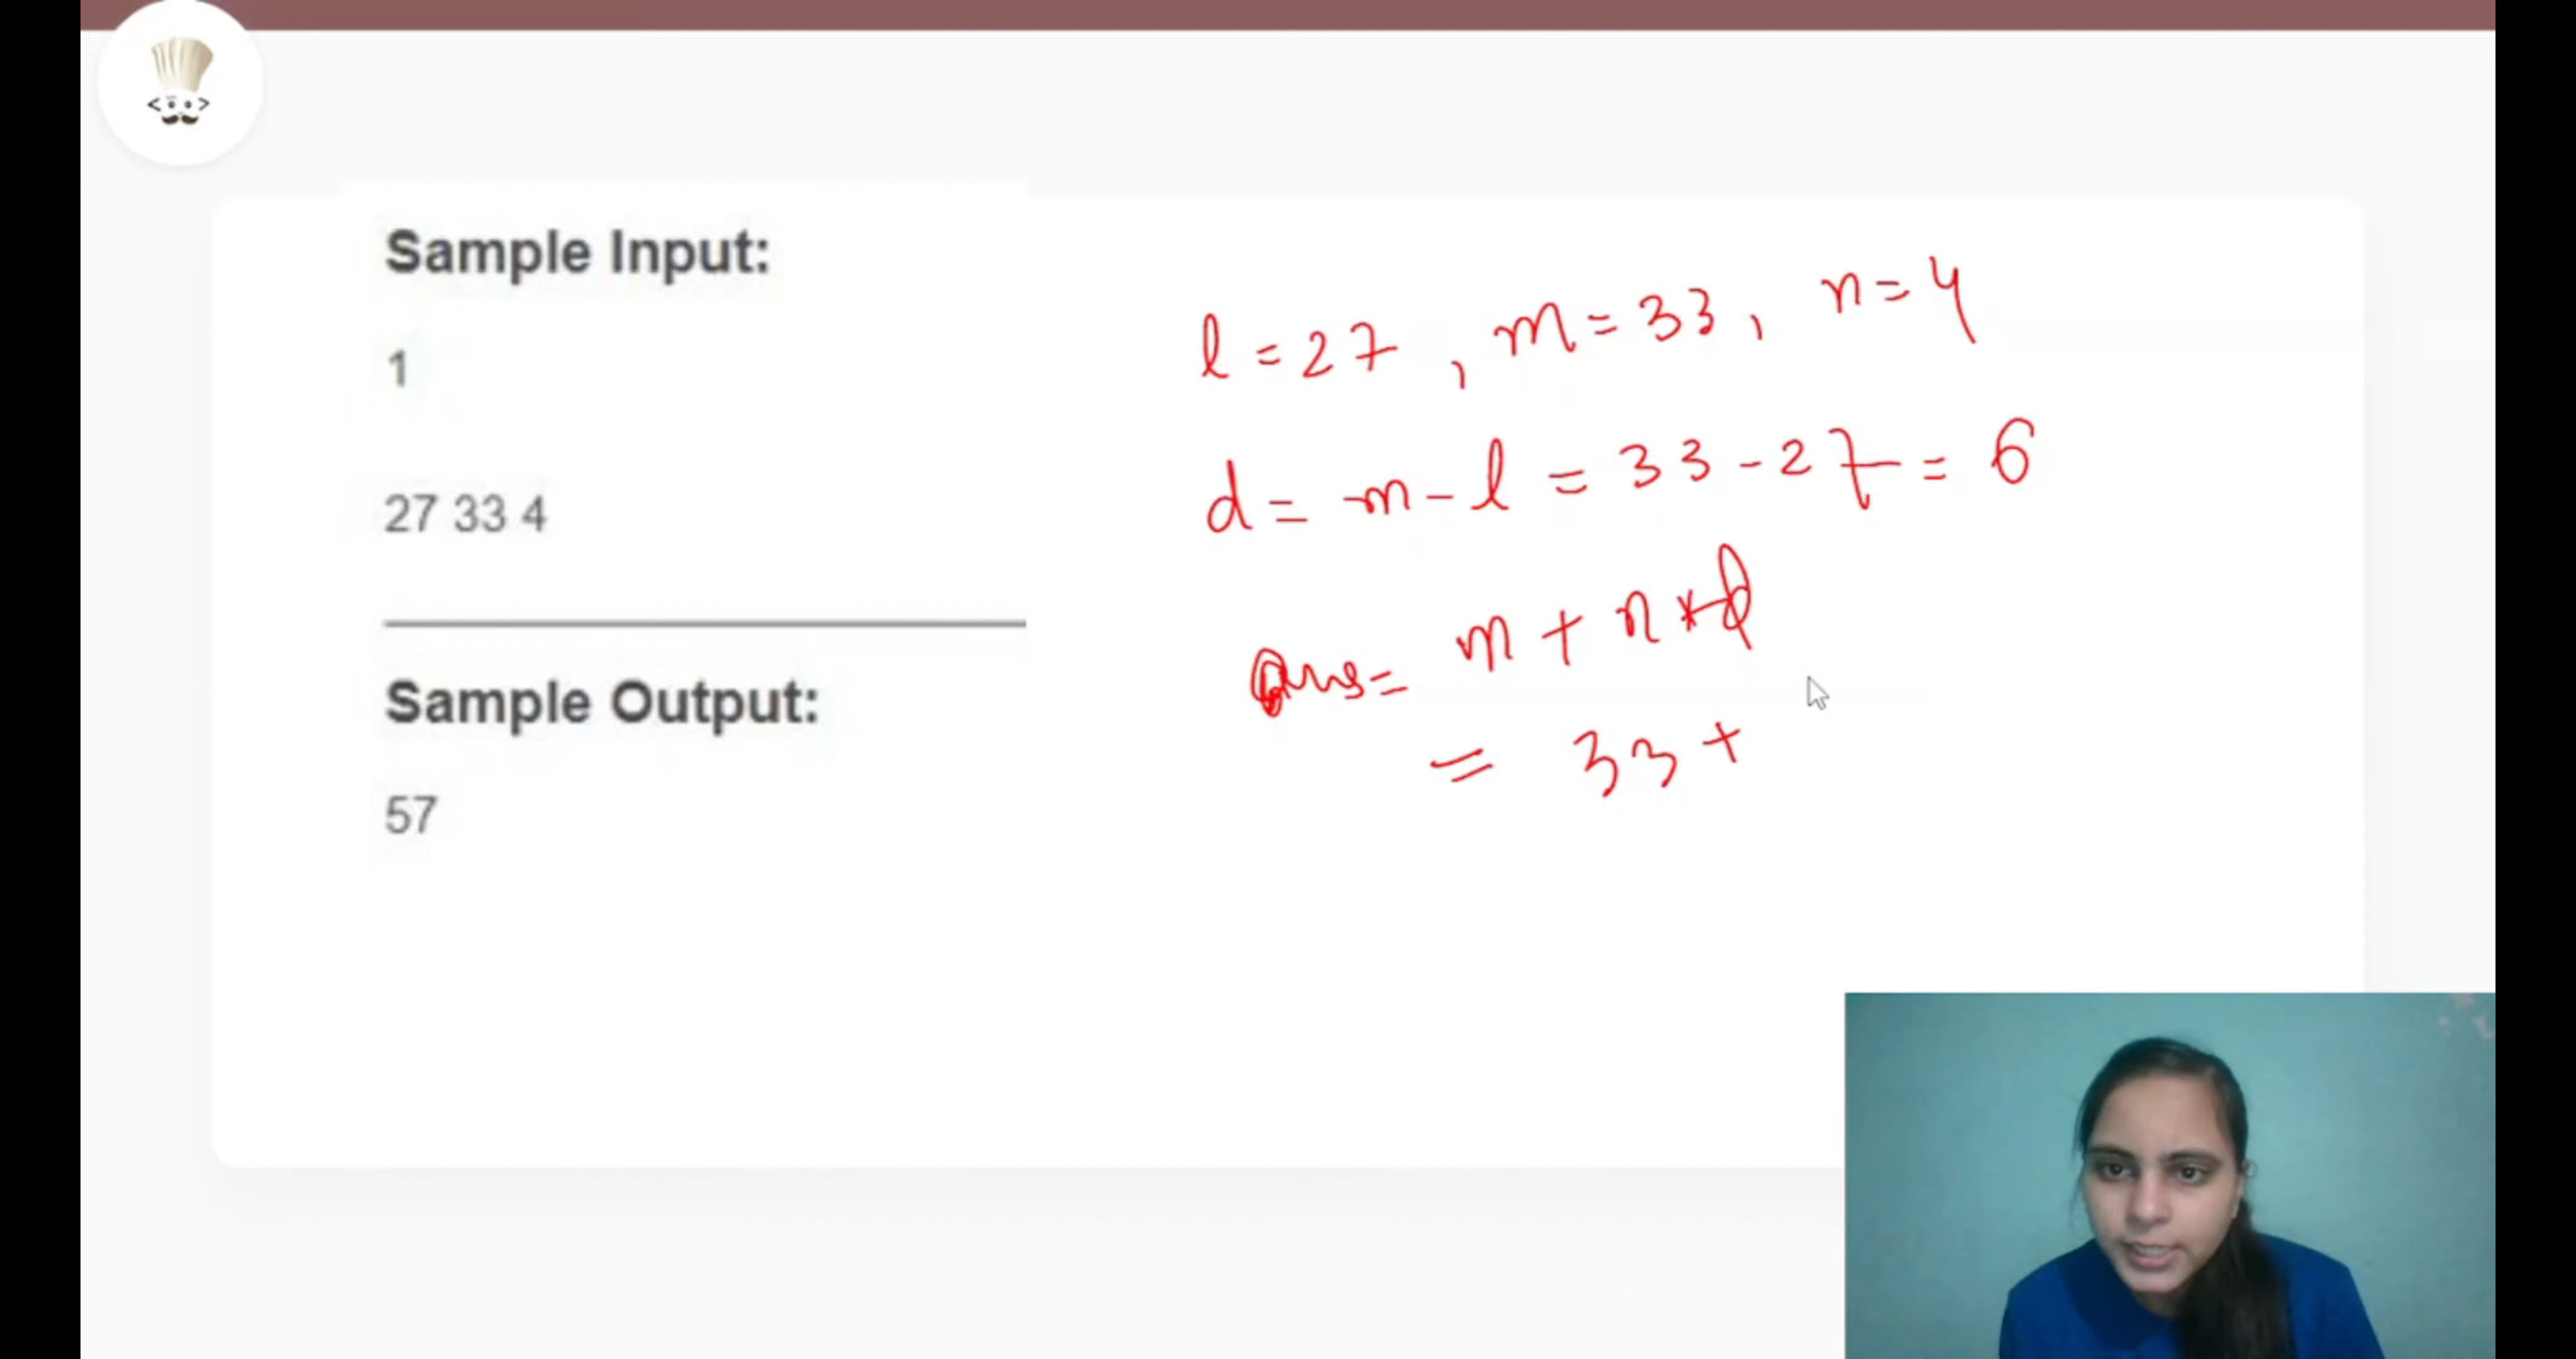 Sample Input:
1
27 33 4
Sample Output:
57
l = 27 , m = 33 , n = 4
d = m - l = 33 - 27 = 6
ans = m + n * d
= 33 +